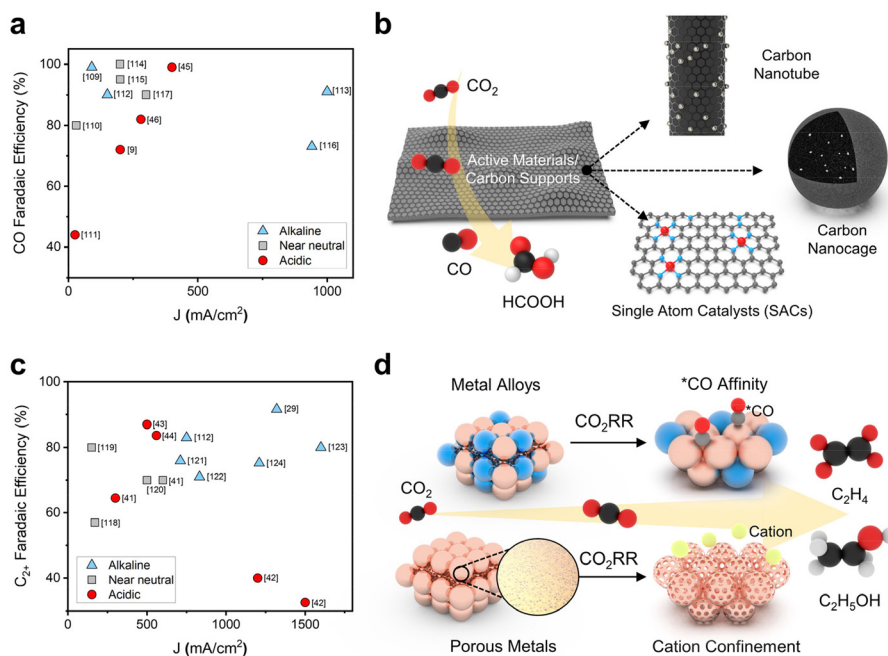 a
CO Faradaic Efficiency (%)
100
80
60
40
[109]
[114]
[115]
[45]
[112]
[117]
[113]
[110]
[46]
[9]
[116]
[111]
Alkaline
Near neutral
Acidic
0
500
1000
J (mA/cm²)
b
CO₂
Active Materials/
Carbon Supports
CO
HCOOH
Carbon
Nanotube
Carbon
Nanocage
Single Atom Catalysts (SACs)
c
C₂₊ Faradaic Efficiency (%)
100
80
60
40
[29]
[43]
[44]
[112]
[119]
[123]
[121]
[124]
[120]
[41]
[122]
[41]
[118]
[42]
[42]
Alkaline
Near neutral
Acidic
0
500
1000
1500
J (mA/cm²)
d
Metal Alloys
*CO Affinity
CO₂RR
*CO
CO₂
C₂H₄
Cation
CO₂RR
C₂H₅OH
Porous Metals
Cation Confinement